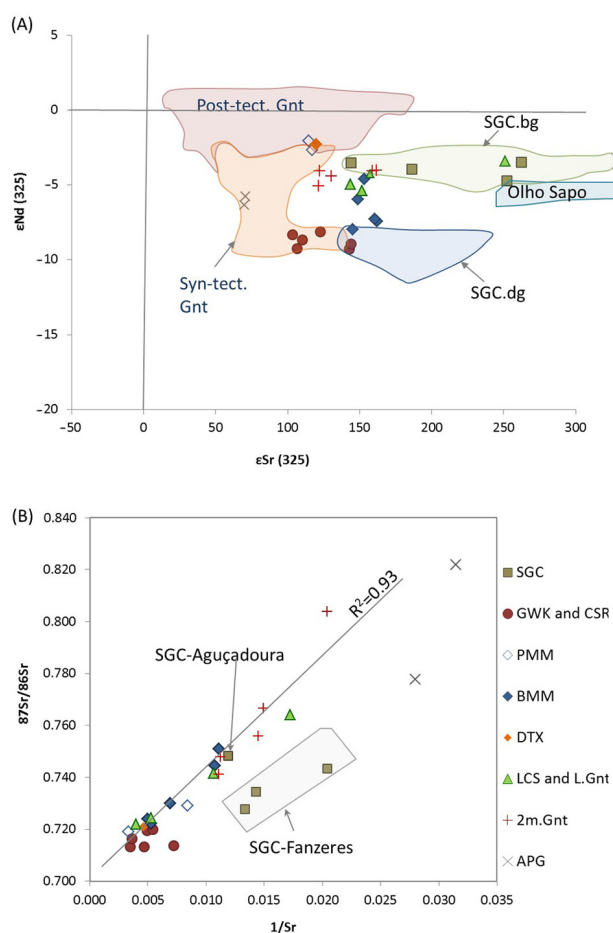 (A)
5
0
−5
−10
−15
−20
εNd (325)
−50
0
50
100
150
200
250
300
εSr (325)
Post-tect. Gnt
SGC.bg
Olho Sapo
Syn-tect.
Gnt
SGC.dg
(B)
0.840
0.820
0.800
0.780
0.760
0.740
0.720
0.700
87Sr/86Sr
0.000
0.005
0.010
0.015
0.020
0.025
0.030
0.035
1/Sr
R²=0.93
SGC-Aguçadoura
SGC-Fanzeres
SGC
GWK and CSR
PMM
BMM
DTX
LCS and L.Gnt
2m.Gnt
APG